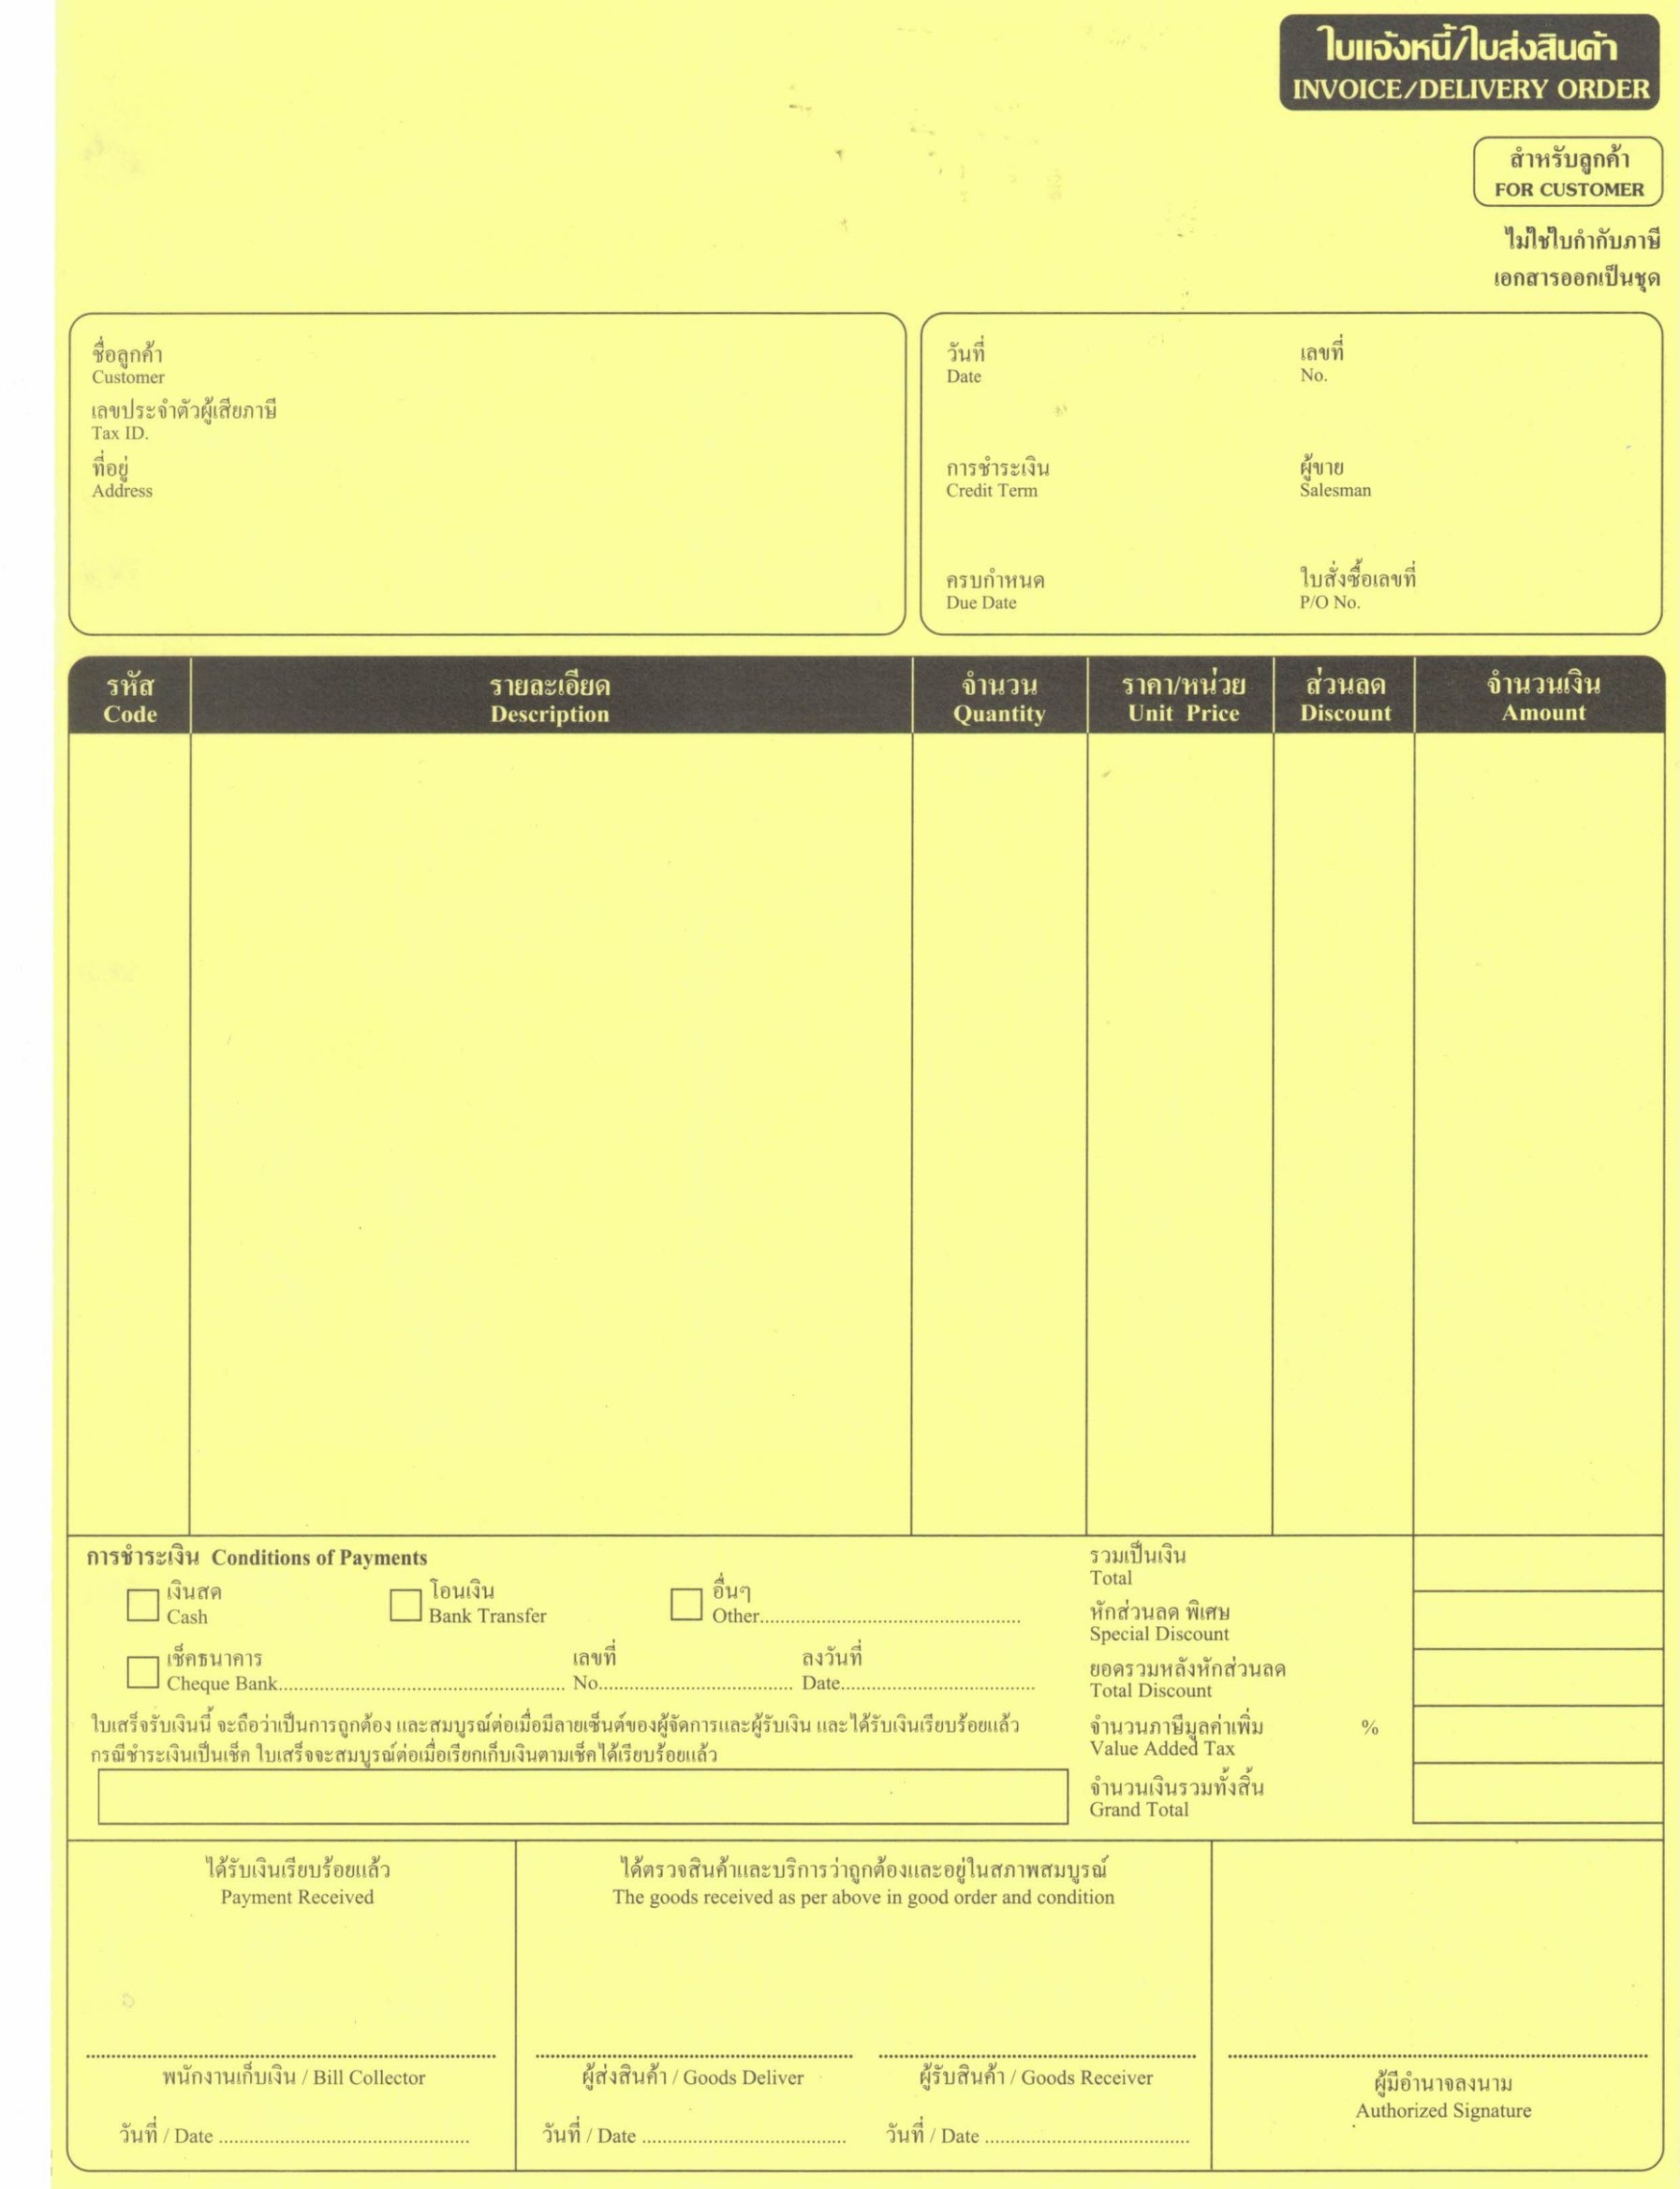 ใบแจ้งหนี้/ใบส่งสินค้า
INVOICE/DELIVERY ORDER
สำหรับลูกค้า
FOR CUSTOMER
ไม่ใช่ใบกำกับภาษี
เอกสารออกเป็นชุด
ชื่อลูกค้า
Customer
เลขประจำตัวผู้เสียภาษี
Tax ID.
ที่อยู่
Address
วันที่ เลขที่
Date No.
การชำระเงิน ผู้ขาย
Credit Term Salesman
ครบกำหนด ใบสั่งซื้อเลขที่
Due Date P/O No.
รหัส รายละเอียด จำนวน ราคา/หน่วย ส่วนลด จำนวนเงิน
Code Description Quantity Unit Price Discount Amount
การชำระเงิน Conditions of Payments
เงินสด โอนเงิน อื่นๆ
Cash Bank Transfer Other
เช็คธนาคาร เลขที่ ลงวันที่
Cheque Bank No. Date
ใบเสร็จรับเงินนี้ จะถือว่าเป็นการถูกต้อง และสมบูรณ์ต่อเมื่อมีลายเซ็นต์ของผู้จัดการและผู้รับเงิน และได้รับเงินเรียบร้อยแล้ว
กรณีชำระเงินเป็นเช็ค ใบเสร็จจะสมบูรณ์ต่อเมื่อเรียกเก็บเงินตามเช็คได้เรียบร้อยแล้ว
รวมเป็นเงิน
Total
หักส่วนลด พิเศษ
Special Discount
ยอดรวมหลังหักส่วนลด
Total Discount
จำนวนภาษีมูลค่าเพิ่ม %
Value Added Tax
จำนวนเงินรวมทั้งสิ้น
Grand Total
ได้รับเงินเรียบร้อยแล้ว
Payment Received
พนักงานเก็บเงิน / Bill Collector
วันที่ / Date
ได้ตรวจสินค้าและบริการว่าถูกต้องและอยู่ในสภาพสมบูรณ์
The goods received as per above in good order and condition
ผู้ส่งสินค้า / Goods Deliver ผู้รับสินค้า / Goods Receiver
วันที่ / Date วันที่ / Date
ผู้มีอำนาจลงนาม
Authorized Signature